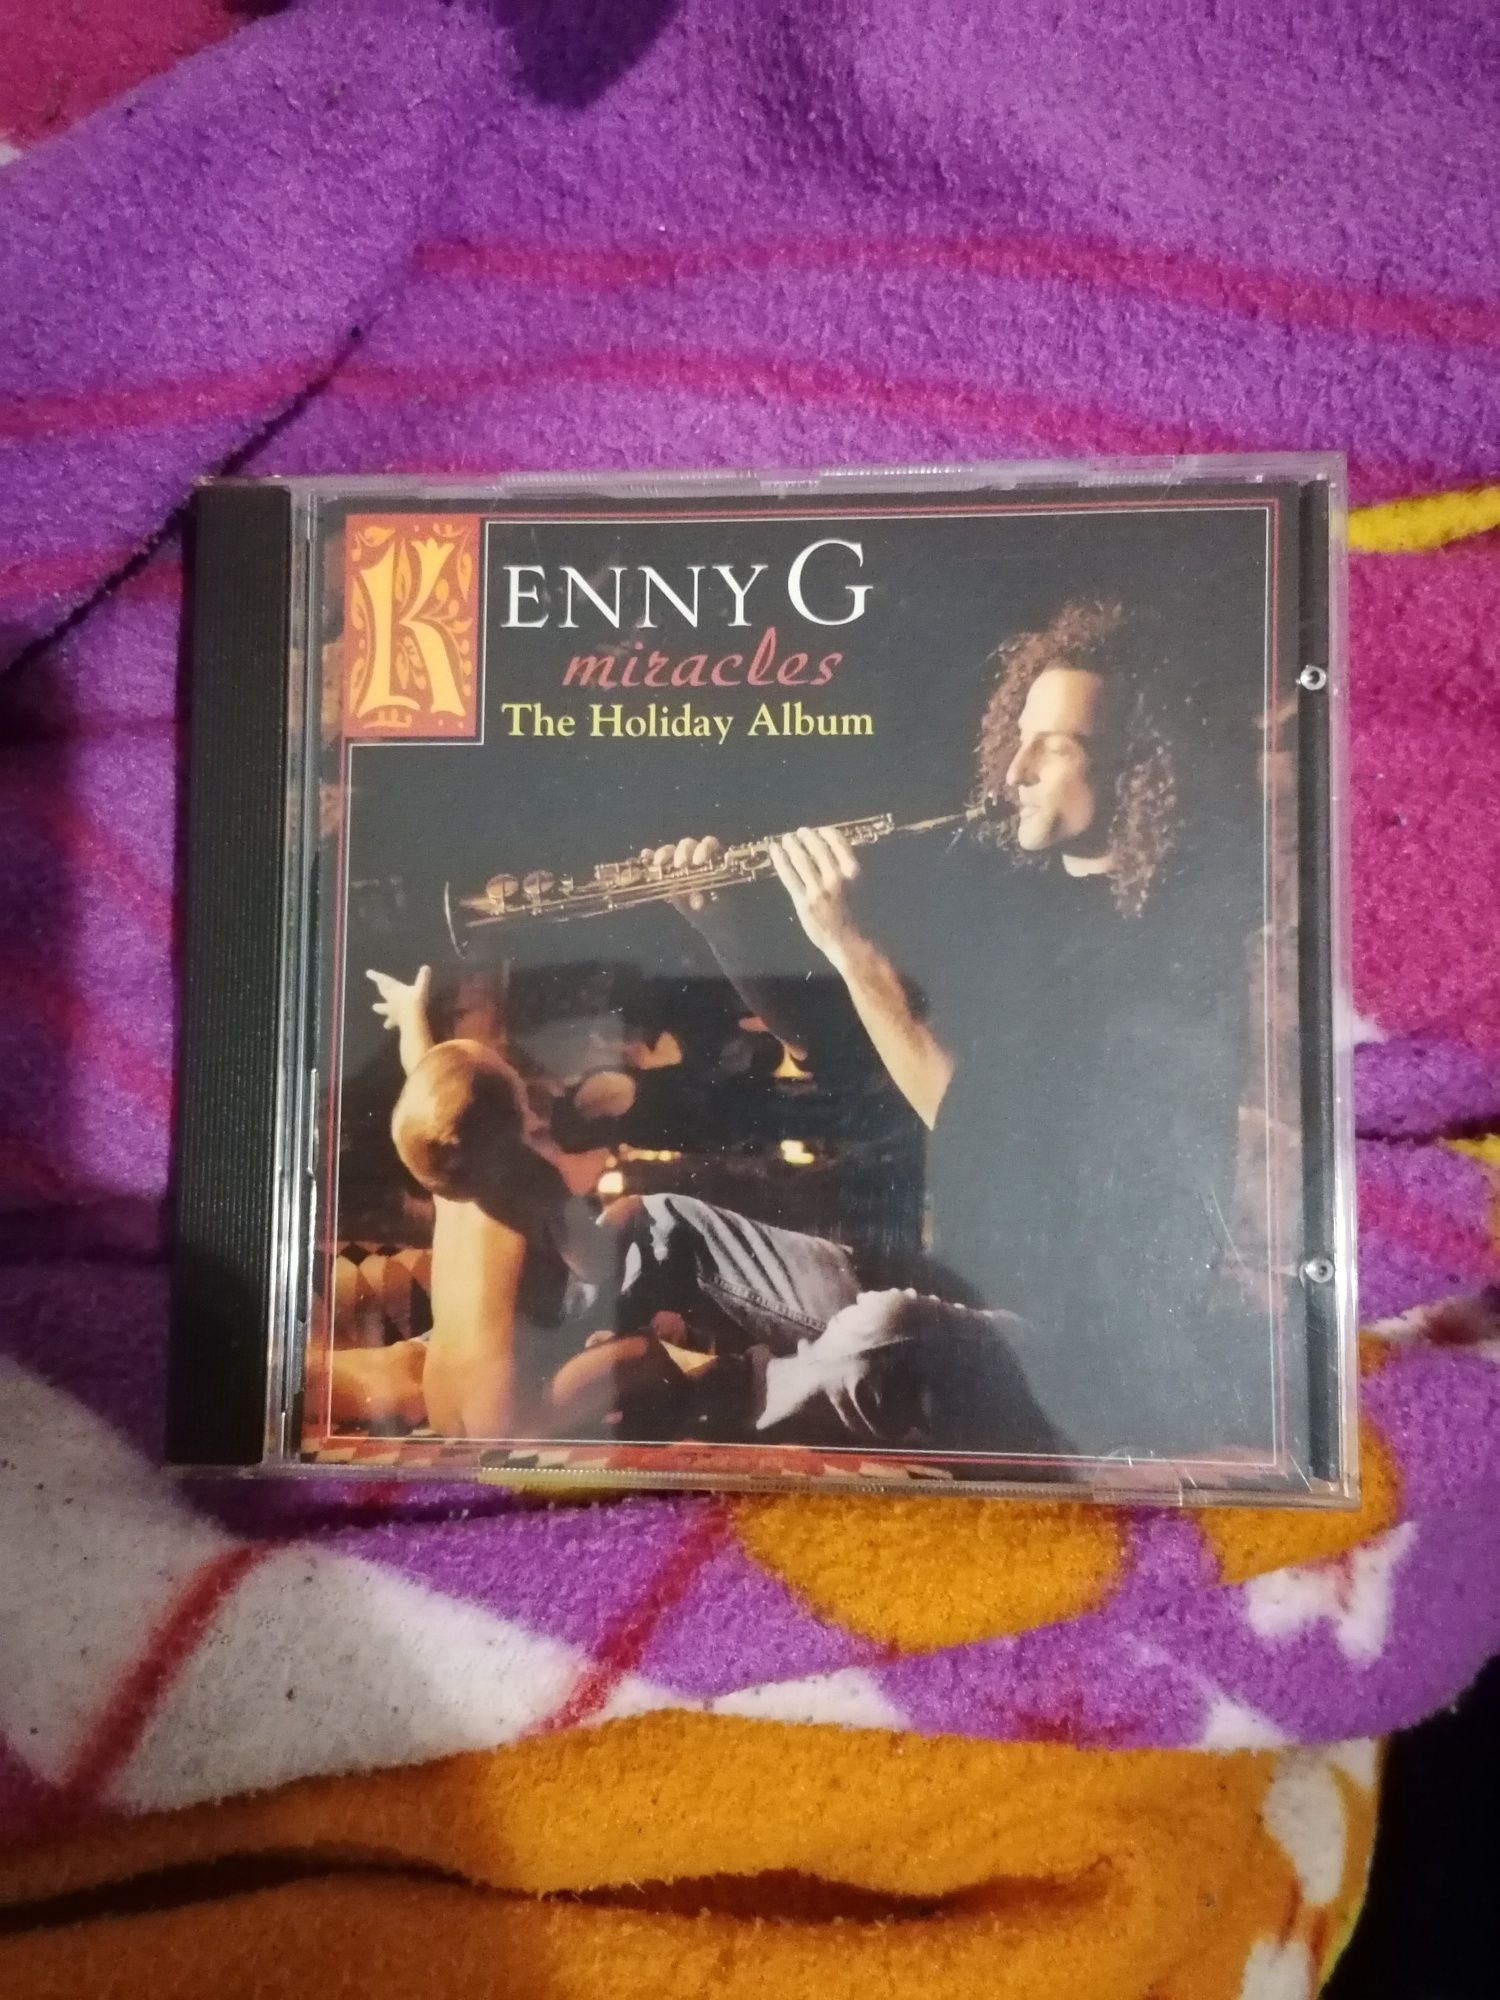 KENNY G
miracles
The Holiday Album